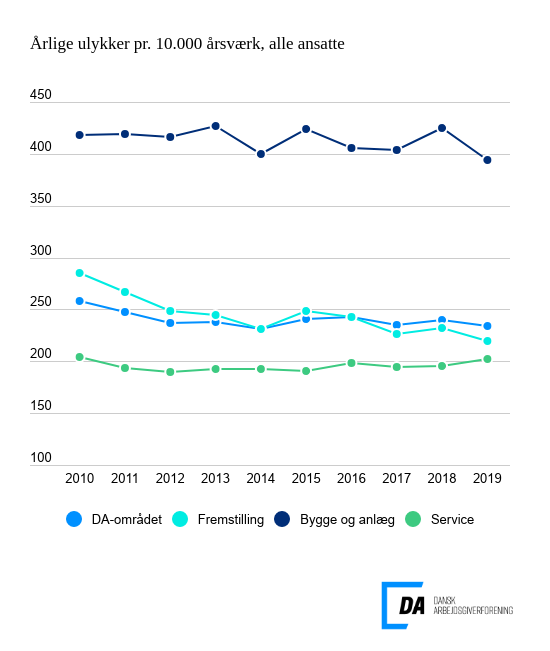 Årlige ulykker pr. 10.000 årsværk, alle ansatte
450
400
350
300
250
200
150
100
2010 2011 2012 2013 2014 2015 2016 2017 2018 2019
DA-området Fremstilling Bygge og anlæg Service
DA DANSK
ARBEJDSGIVERFORENING